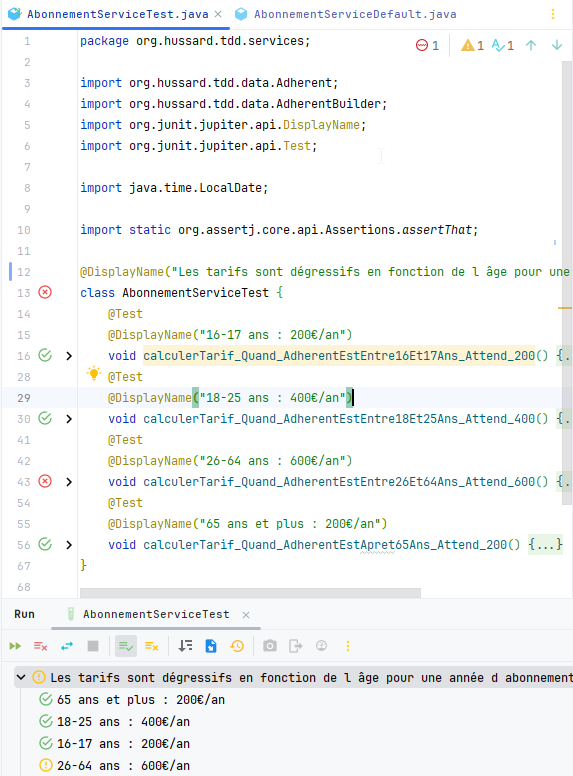 AbonnementServiceTest.java × AbonnementServiceDefault.java
1 package org.hussard.tdd.services;
1 1 1
2
3 import org.hussard.tdd.data.Adherent;
4 import org.hussard.tdd.data.AdherentBuilder;
5 import org.junit.jupiter.api.DisplayName;
6 import org.junit.jupiter.api.Test;
7
8 import java.time.LocalDate;
9
10 import static org.assertj.core.api.Assertions.assertThat;
11
12 @DisplayName("Les tarifs sont dégressifs en fonction de l âge pour une
13 class AbonnementServiceTest {
14 @Test
15 @DisplayName("16-17 ans : 200€/an")
16 void calculerTarif_Quand_AdherentEstEntre16Et17Ans_Attend_200() {..
28 @Test
29 @DisplayName("18-25 ans : 400€/an")
30 void calculerTarif_Quand_AdherentEstEntre18Et25Ans_Attend_400() {..
41 @Test
42 @DisplayName("26-64 ans : 600€/an")
43 void calculerTarif_Quand_AdherentEstEntre26Et64Ans_Attend_600() {..
54 @Test
55 @DisplayName("65 ans et plus : 200€/an")
56 void calculerTarif_Quand_AdherentEstApret65Ans_Attend_200() {...}
67 }
68
Run AbonnementServiceTest ×
Les tarifs sont dégressifs en fonction de l âge pour une année d abonnement
65 ans et plus : 200€/an
18-25 ans : 400€/an
16-17 ans : 200€/an
26-64 ans : 600€/an